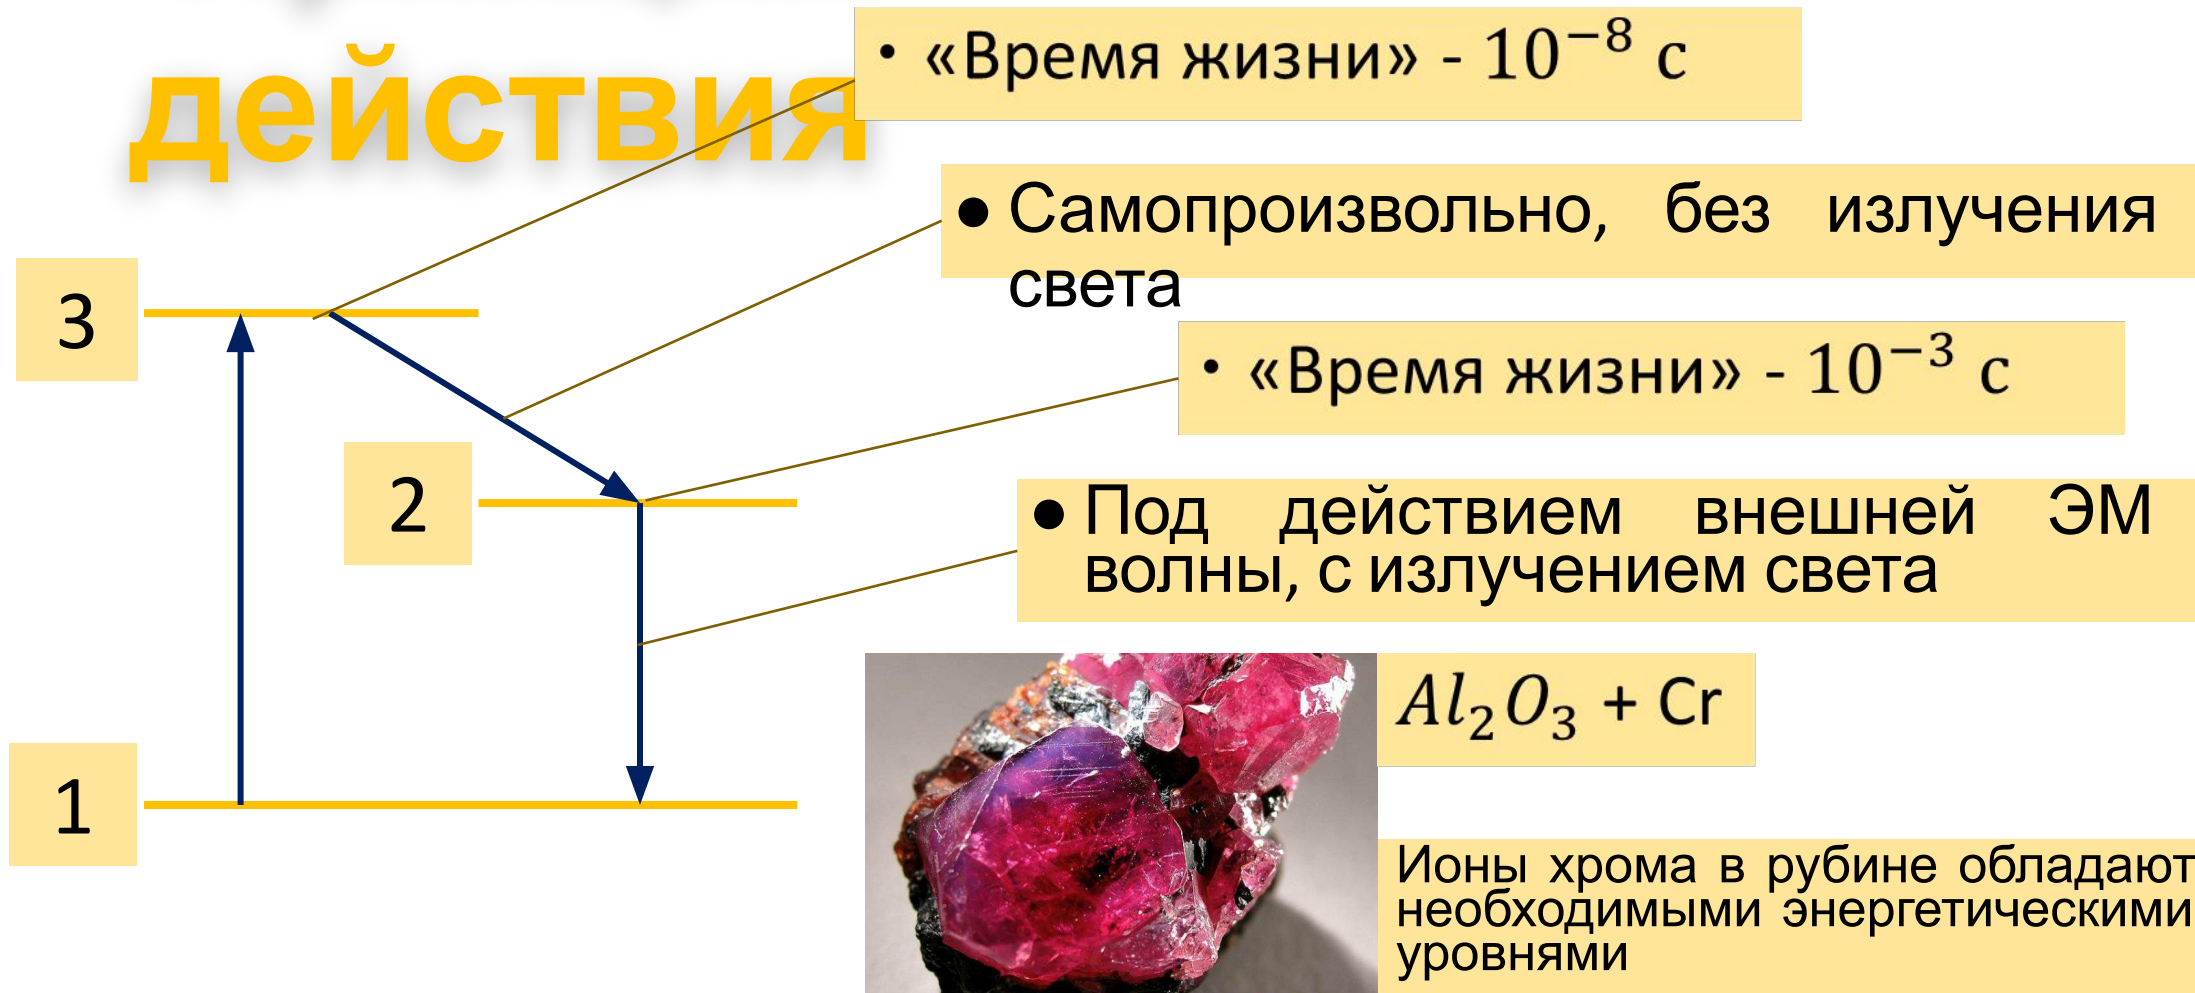 действия
• «Время жизни» - 10⁻⁸ с
● Самопроизвольно, без излучения
света
3
• «Время жизни» - 10⁻³ с
2
● Под действием внешней ЭМ
волны, с излучением света
Al₂O₃ + Cr
1
Ионы хрома в рубине обладают
необходимыми энергетическими
уровнями